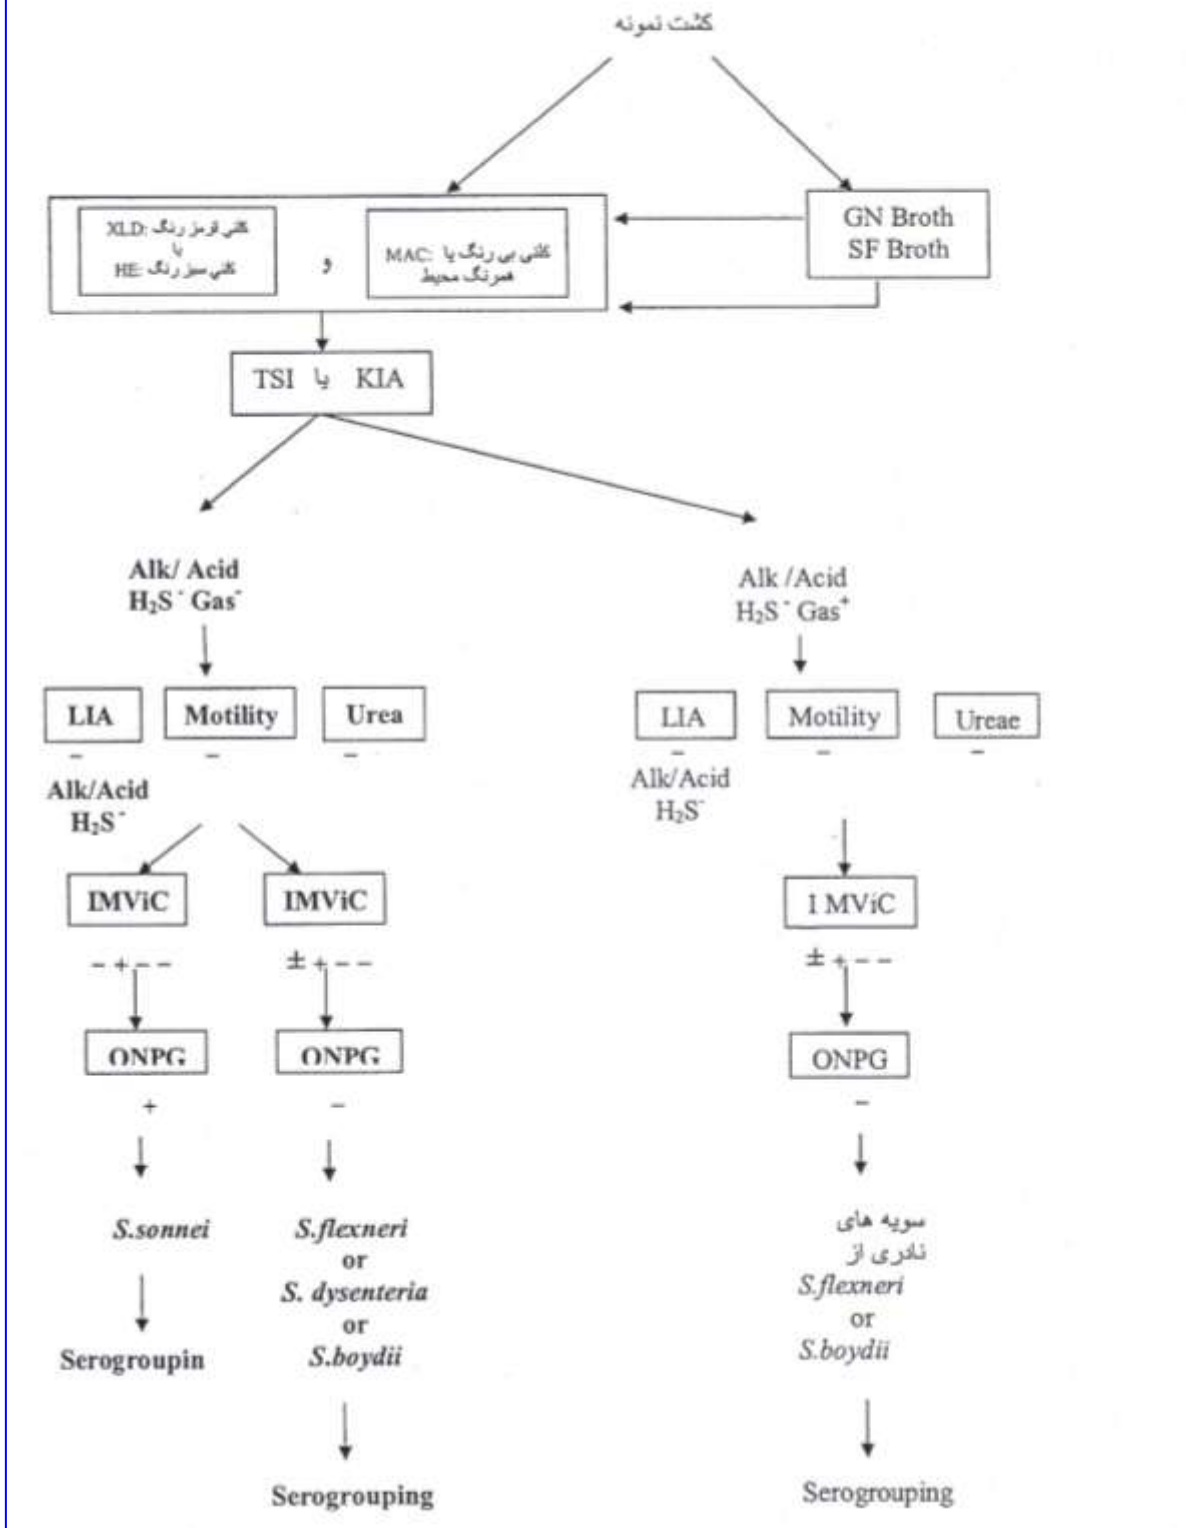 کشت نمونه
GN Broth
SF Broth
XLD: کلنی قرمز رنگ
یا
HE: کلنی سبز رنگ
و
MAC: کلنی بی رنگ یا
همرنگ محیط
TSI یا KIA
Alk/ Acid
H₂S⁻ Gas⁻
LIA Motility Urea
− − −
Alk/Acid
H₂S⁻
IMViC IMViC
− + − − ± + − −
ONPG ONPG
+ −
S.sonnei
Serogroupin
S.flexneri
or
S. dysenteria
or
S.boydii
Serogrouping
Alk /Acid
H₂S⁻ Gas⁺
LIA Motility Ureae
− − −
Alk/Acid
H₂S⁻
I MViC
± + − −
ONPG
−
سویه های
نادری از
S.flexneri
or
S.boydii
Serogrouping